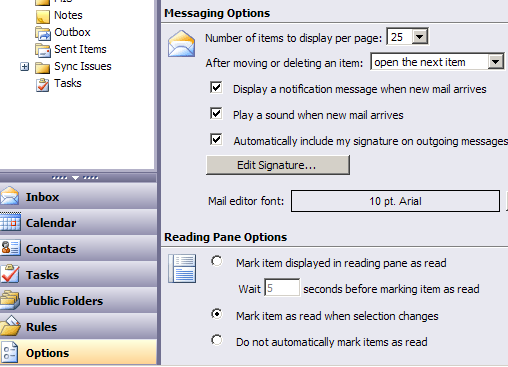 Notes
Outbox
Sent Items
Sync Issues
Tasks
Inbox
Calendar
Contacts
Tasks
Public Folders
Rules
Options
Messaging Options
Number of items to display per page: 25
After moving or deleting an item: open the next item
Display a notification message when new mail arrives
Play a sound when new mail arrives
Automatically include my signature on outgoing messages
Edit Signature...
Mail editor font: 10 pt. Arial
Reading Pane Options
Mark item displayed in reading pane as read
Wait 5 seconds before marking item as read
Mark item as read when selection changes
Do not automatically mark items as read